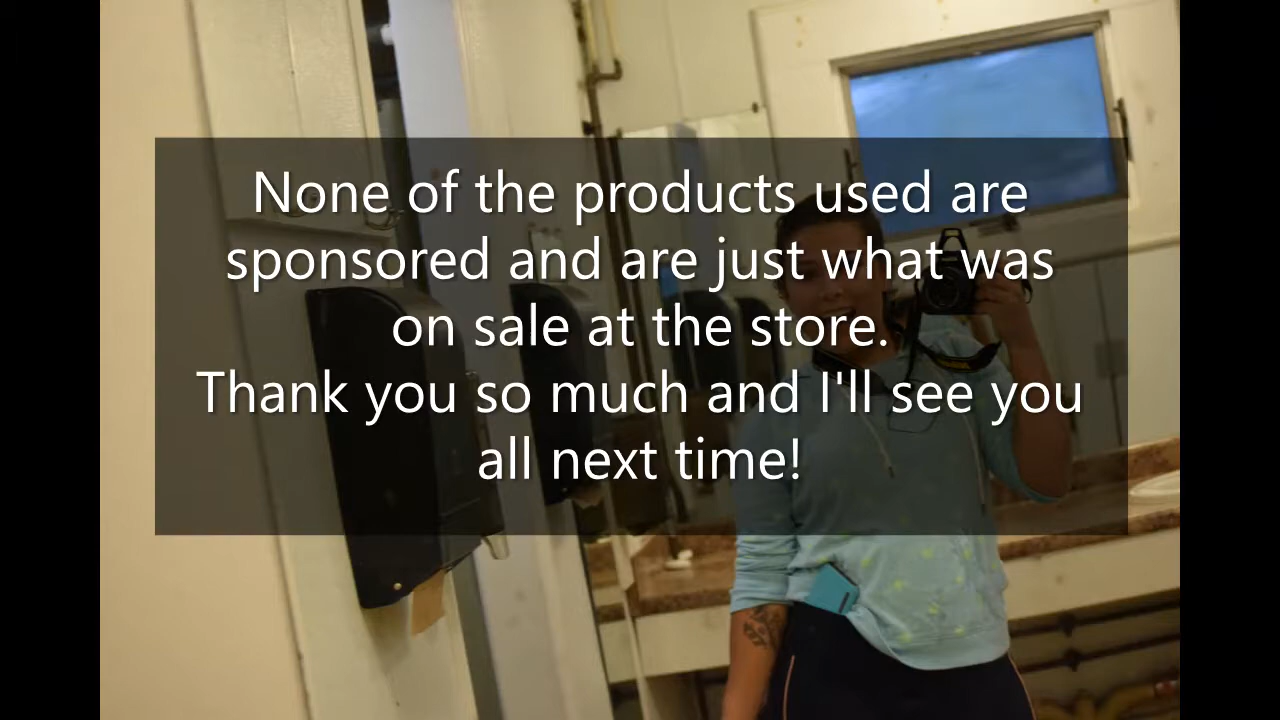 None of the products used are
sponsored and are just what was
on sale at the store.
Thank you so much and I'll see you
all next time!